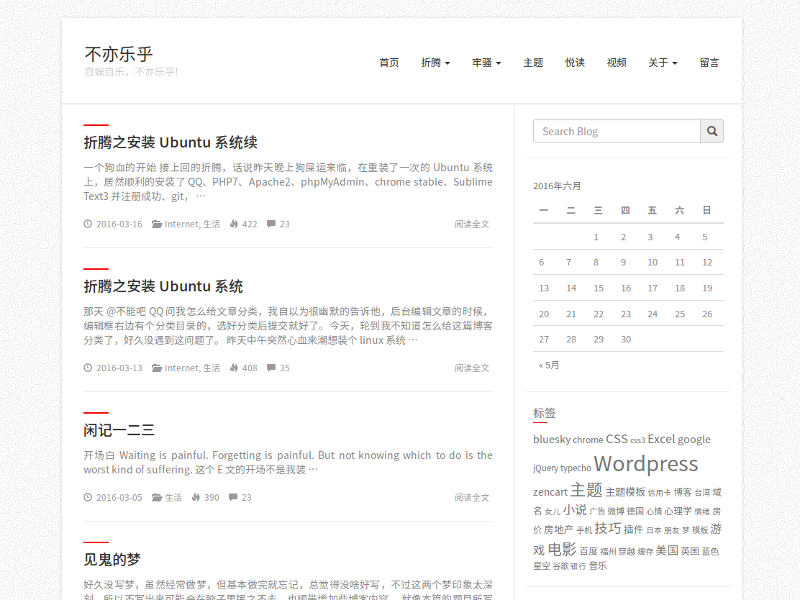 不亦乐乎
自娱自乐，不亦乐乎!
首页 折腾 牢骚 主题 悦读 视频 关于 留言
折腾之安装 Ubuntu 系统续
一个狗血的开始 接上回的折腾，话说昨天晚上狗屎运来临，在重装了一次的 Ubuntu 系统
上，居然顺利的安装了 QQ、PHP7、Apache2、phpMyAdmin、chrome stable、Sublime
Text3 并注册成功、git， …
2016-03-16 Internet, 生活 422 23 阅读全文
折腾之安装 Ubuntu 系统
那天 @不能吧 QQ 问我怎么给文章分类，我自以为很幽默的告诉他，后台编辑文章的时候，
编辑框右边有个分类目录的，选好分类后提交就好了。今天，轮到我不知道怎么给这篇博客
分类了，好久没遇到这问题了。 昨天中午突然心血来潮想装个 linux 系统 …
2016-03-13 Internet, 生活 408 35 阅读全文
闲记一二三
开场白 Waiting is painful. Forgetting is painful. But not knowing which to do is the
worst kind of suffering. 这个 E 文的开场不是我装 …
2016-03-05 生活 390 23 阅读全文
见鬼的梦
好久没写梦，虽然经常做梦，但基本做完就忘记，总觉得没啥好写，不过这两个梦印象太深
Search Blog
2016年六月
一 二 三 四 五 六 日
1 2 3 4 5
6 7 8 9 10 11 12
13 14 15 16 17 18 19
20 21 22 23 24 25 26
27 28 29 30
« 5月
标签
bluesky chrome CSS css3 Excel google
jQuery typecho Wordpress
zencart 主题 主题模板 信用卡 博客 台湾 域
名 女儿 小说 广告 微博 德国 心情 心理学 情绪 房
价 房地产 手机 技巧 插件 日本 朋友 梦 模板 游
戏 电影 百度 福州 穿越 缓存 美国 英国 蓝色
星空 谷歌 银行 音乐